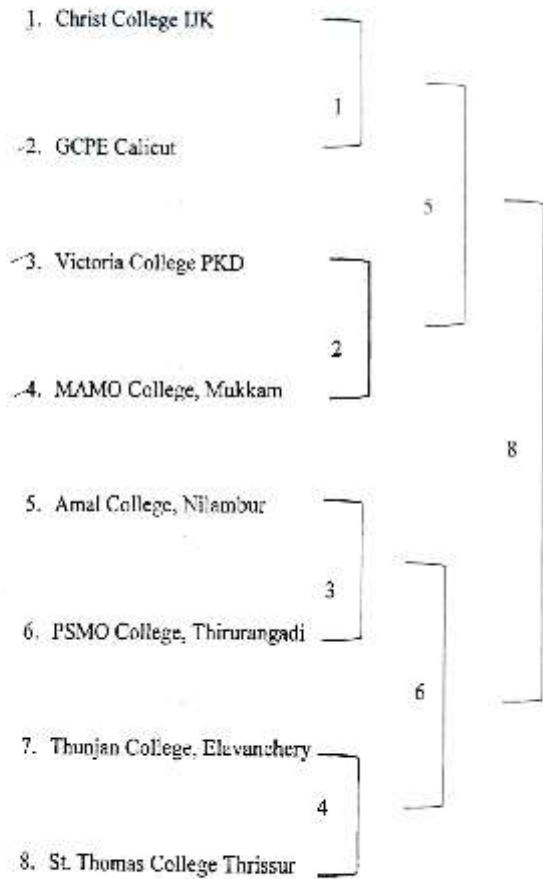 1. Christ College IJK
1
2. GCPE Calicut
5
3. Victoria College PKD
2
4. MAMO College, Mukkam
8
5. Amal College, Nilambur
3
6. PSMO College, Thirurangadi
6
7. Thunjan College, Elavanchery
4
8. St. Thomas College Thrissur